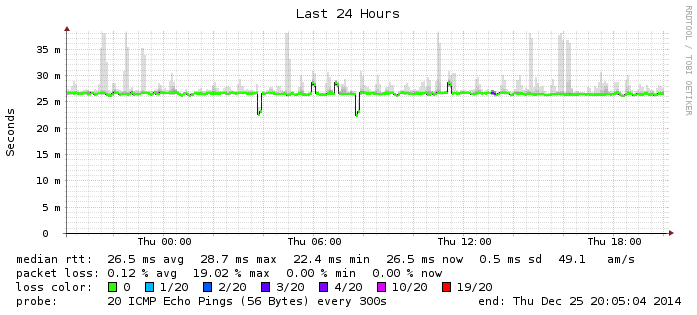 Last 24 Hours
RRDTOOL / TOBI OETIKER
Seconds
35 m
30 m
25 m
20 m
15 m
10 m
5 m
0
Thu 00:00 Thu 06:00 Thu 12:00 Thu 18:00
median rtt: 26.5 ms avg 28.7 ms max 22.4 ms min 26.5 ms now 0.5 ms sd 49.1 am/s
packet loss: 0.12 % avg 19.02 % max 0.00 % min 0.00 % now
loss color: 0 1/20 2/20 3/20 4/20 10/20 19/20
probe: 20 ICMP Echo Pings (56 Bytes) every 300s end: Thu Dec 25 20:05:04 2014